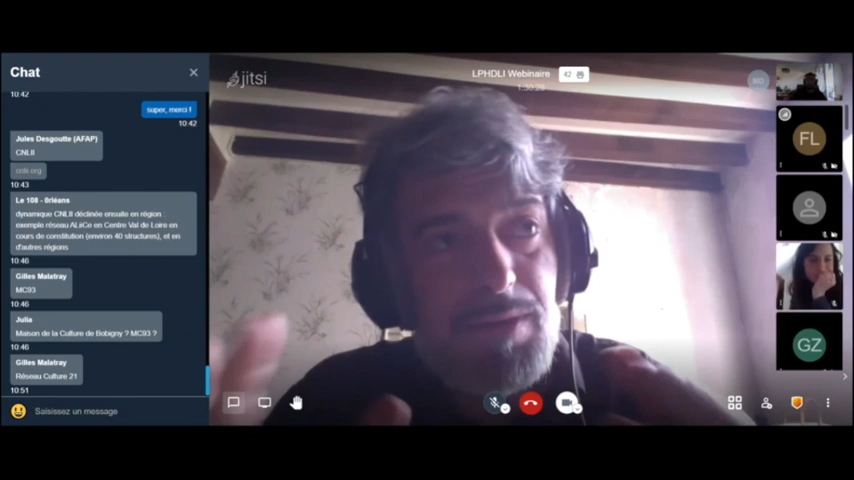 Chat
jitsi
LPHDLI Webinaire
42
10:42
super, merci !
10:42
Jules Desgoutte (AFAP)
CNLII
cnlii.org
10:43
Le 108 - Orléans
dynamique CNLII déclinée ensuite en région :
exemple réseau ALiiCe en Centre Val de Loire en
cours de constitution (environ 40 structures), et en
d'autres régions
10:46
Gilles Malatray
MC93
10:46
Julia
Maison de la Culture de Bobigny ? MC93 ?
10:46
Gilles Malatray
Réseau Culture 21
10:51
Saisissez un message
MD
FL
GZ